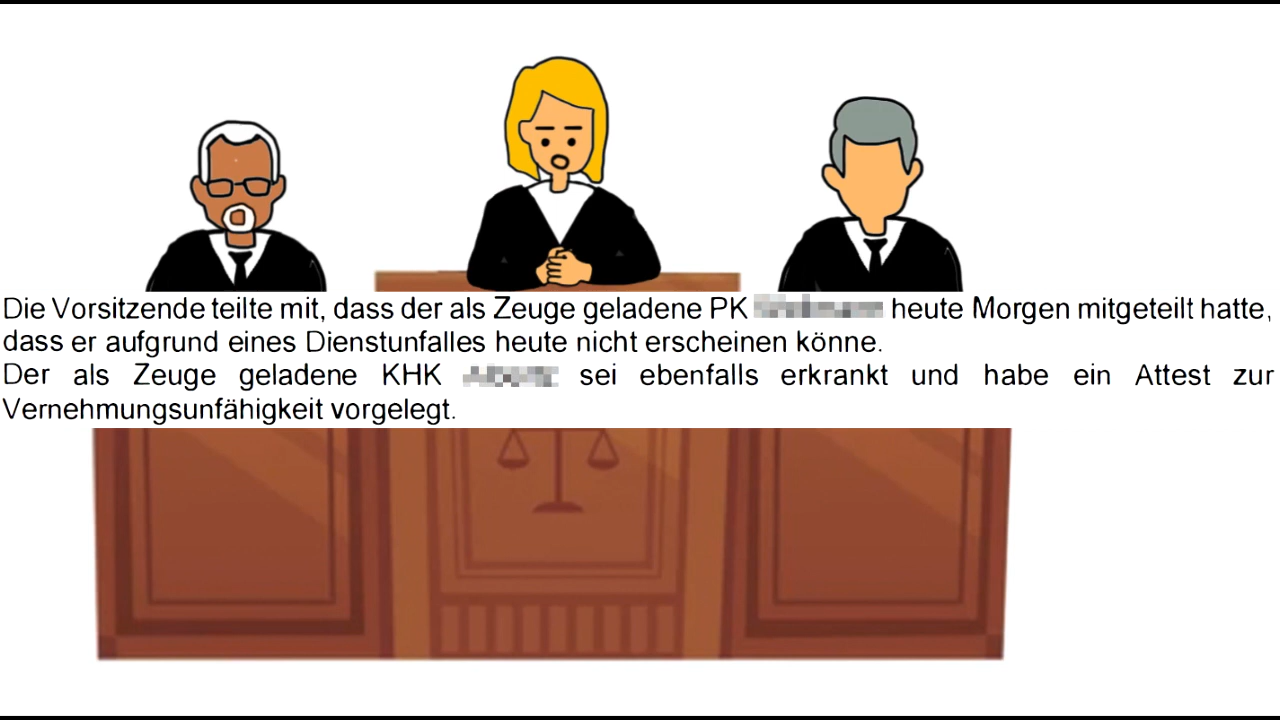 Die Vorsitzende teilte mit, dass der als Zeuge geladene PK heute Morgen mitgeteilt hatte,
dass er aufgrund eines Dienstunfalles heute nicht erscheinen könne.
Der als Zeuge geladene KHK sei ebenfalls erkrankt und habe ein Attest zur
Vernehmungsunfähigkeit vorgelegt.